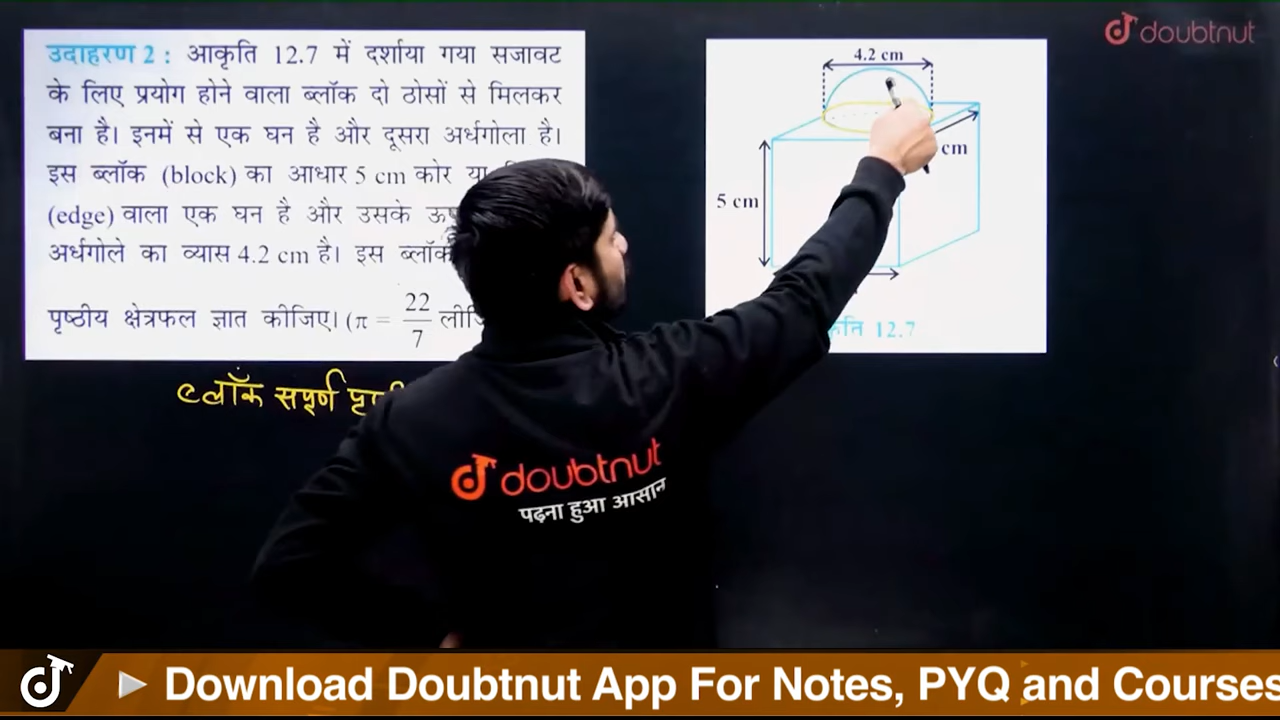 doubtnut
उदाहरण 2 : आकृति 12.7 में दर्शाया गया सजावट
के लिए प्रयोग होने वाला ब्लॉक दो ठोसों से मिलकर
बना है। इनमें से एक घन है और दूसरा अर्धगोला है।
इस ब्लॉक (block) का आधार 5 cm कोर या
(edge) वाला एक घन है और उसके
अर्धगोले का व्यास 4.2 cm है। इस ब्लॉक
पृष्ठीय क्षेत्रफल ज्ञात कीजिए। (π = 22/7
4.2 cm
cm
5 cm
12.7
ब्लॉक सपूर्ण
doubtnut
पढ़ना हुआ आसान
Download Doubtnut App For Notes, PYQ and Courses